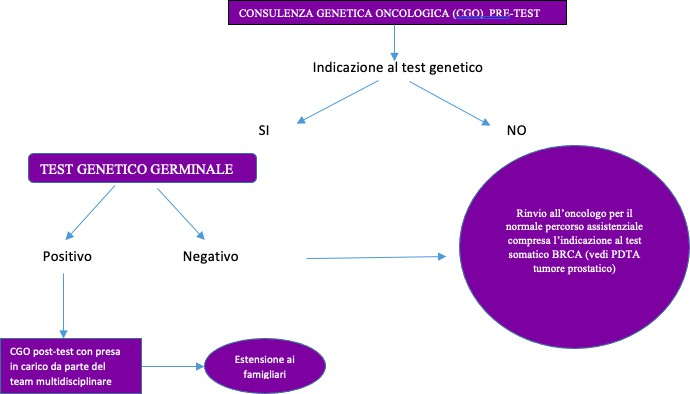 CONSULENZA GENETICA ONCOLOGICA (CGO) PRE-TEST
Indicazione al test genetico
SI
NO
TEST GENETICO GERMINALE
Rinvio all’oncologo per il
normale percorso assistenziale
compresa l’indicazione al test
somatico BRCA (vedi PDTA
tumore prostatico)
Positivo
Negativo
CGO post-test con presa
in carico da parte del
team multidisciplinare
Estensione ai
famigliari